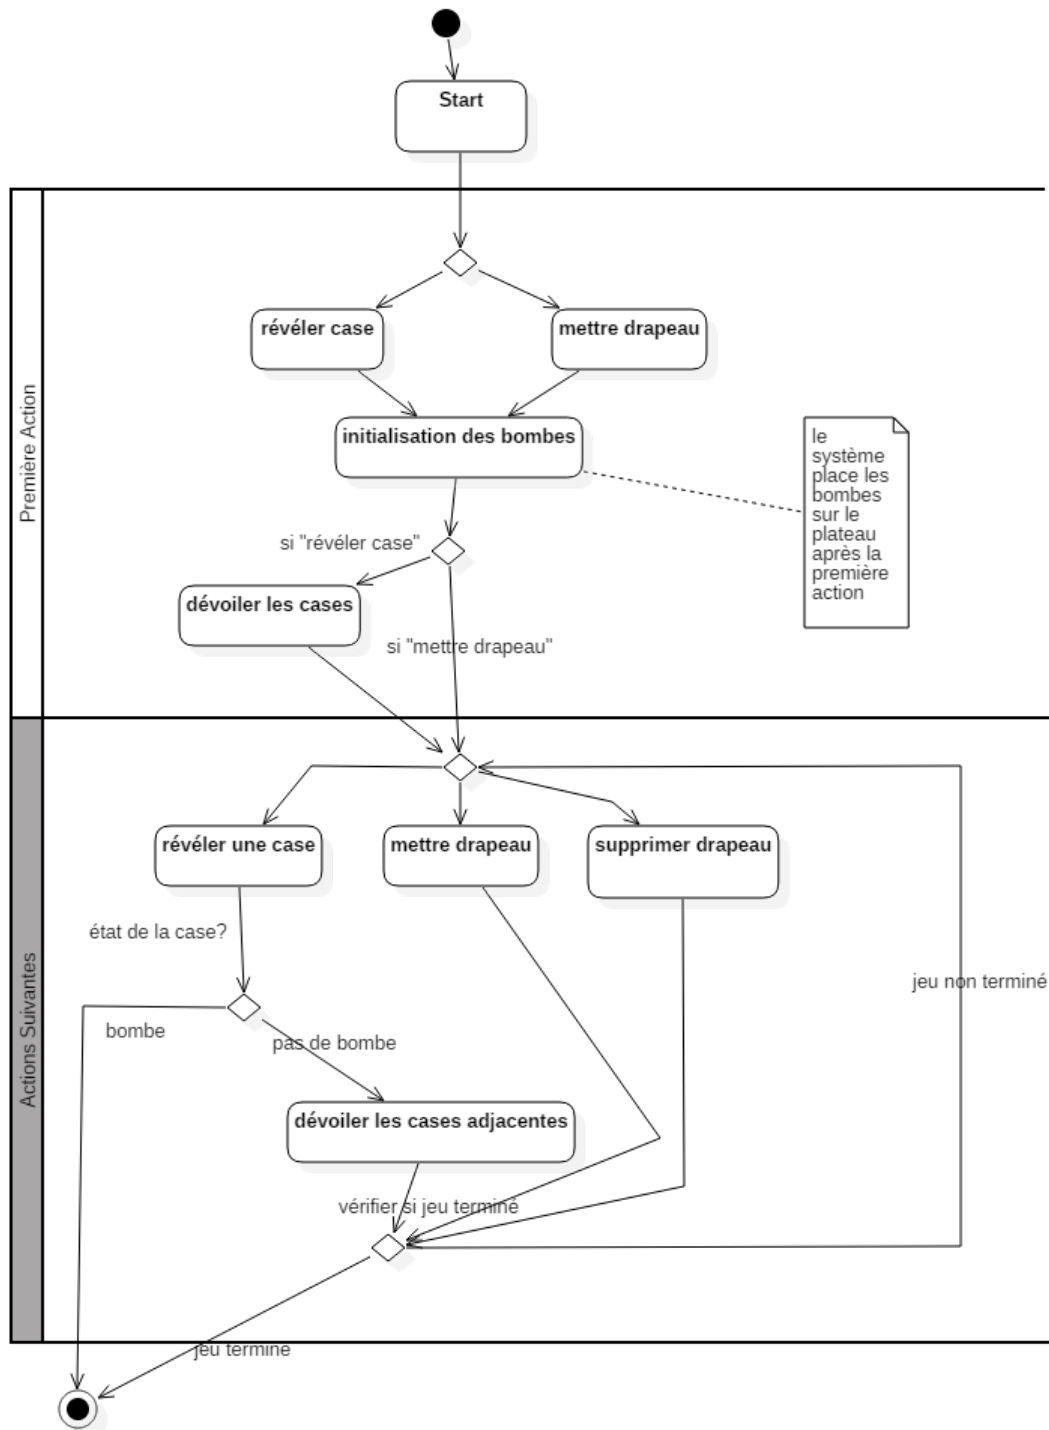 Start
Première Action
révéler case
mettre drapeau
initialisation des bombes
le
système
place les
bombes
sur le
plateau
après la
première
action
si "révéler case"
dévoiler les cases
si "mettre drapeau"
Actions Suivantes
révéler une case
mettre drapeau
supprimer drapeau
état de la case?
jeu non terminé
bombe
pas de bombe
dévoiler les cases adjacentes
vérifier si jeu terminé
jeu termine